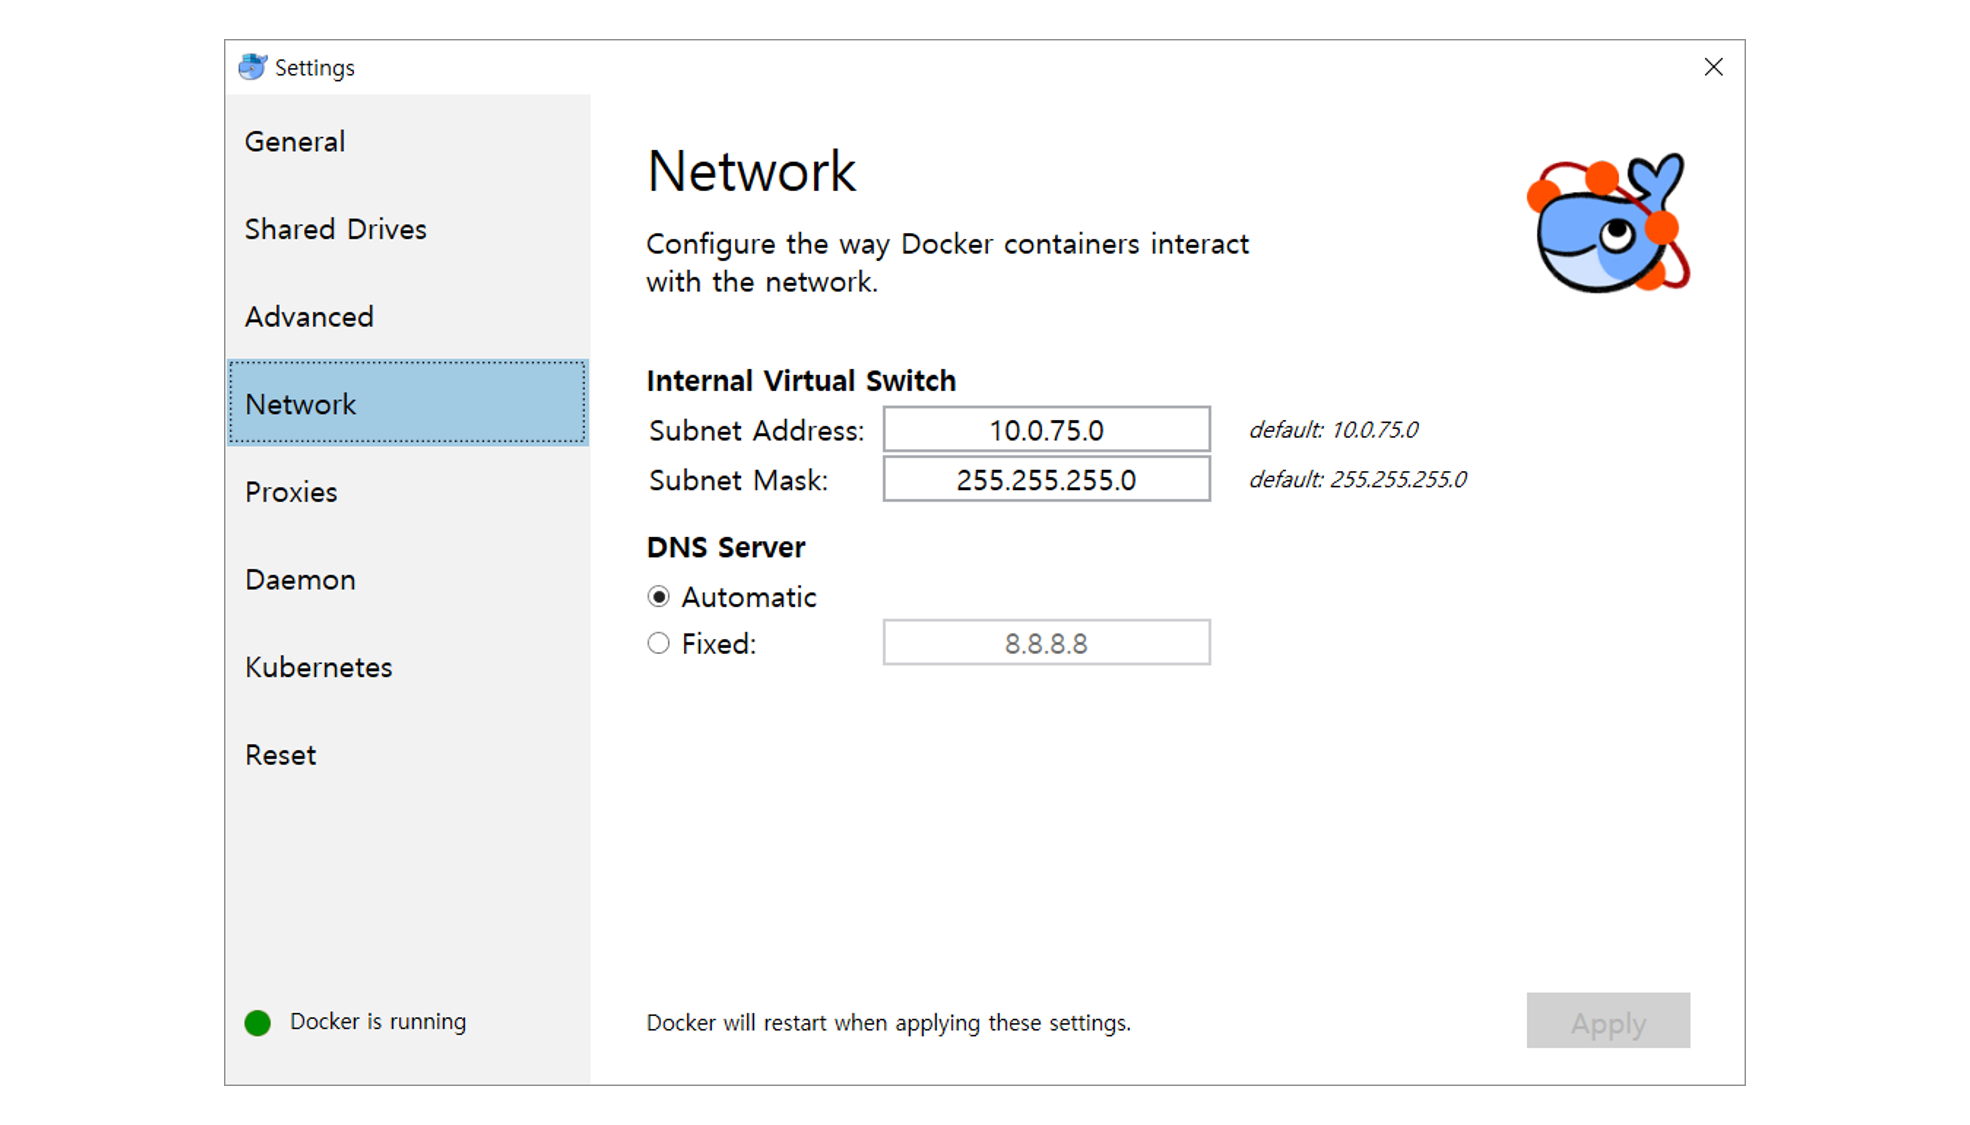 Settings
General
Shared Drives
Advanced
Network
Proxies
Daemon
Kubernetes
Reset
Docker is running
Network
Configure the way Docker containers interact
with the network.
Internal Virtual Switch
Subnet Address: 10.0.75.0 default: 10.0.75.0
Subnet Mask: 255.255.255.0 default: 255.255.255.0
DNS Server
Automatic
Fixed: 8.8.8.8
Docker will restart when applying these settings.
Apply